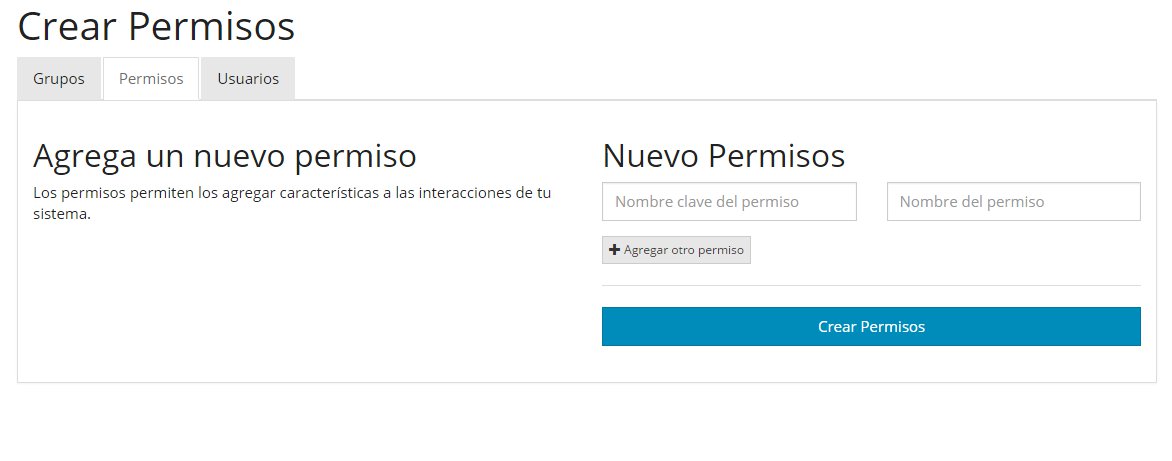 Crear Permisos
Grupos
Permisos
Usuarios
Agrega un nuevo permiso
Los permisos permiten los agregar características a las interacciones de tu
sistema.
Nuevo Permisos
Nombre clave del permiso
Nombre del permiso
Agregar otro permiso
Crear Permisos